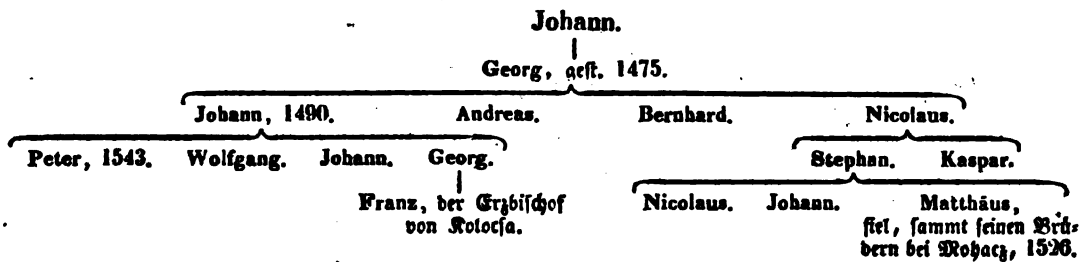 Johann.
Georg, gest. 1475.
Johann, 1490. Andreas. Bernhard. Nicolaus.
Peter, 1543. Wolfgang. Johann. Georg. Stephan. Kaspar.
Franz, der Erzbischof Nicolaus. Johann. Matthäus,
von Kolocsa. fiel, sammt seinen Brü-
dern bei Mohacz, 1526.